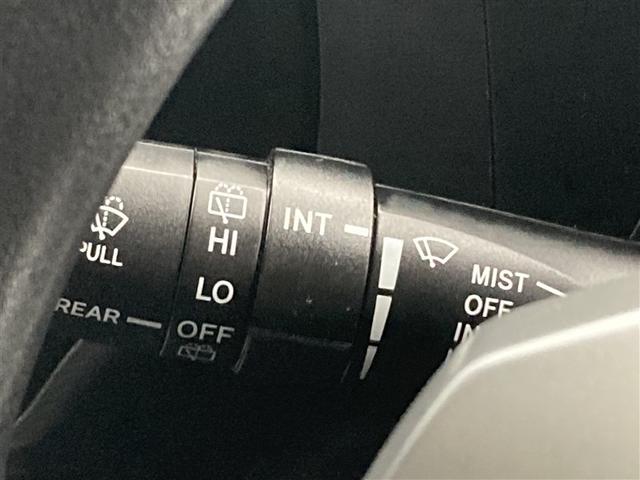 PULL
REAR
HI
LO
OFF
INT
MIST
OFF